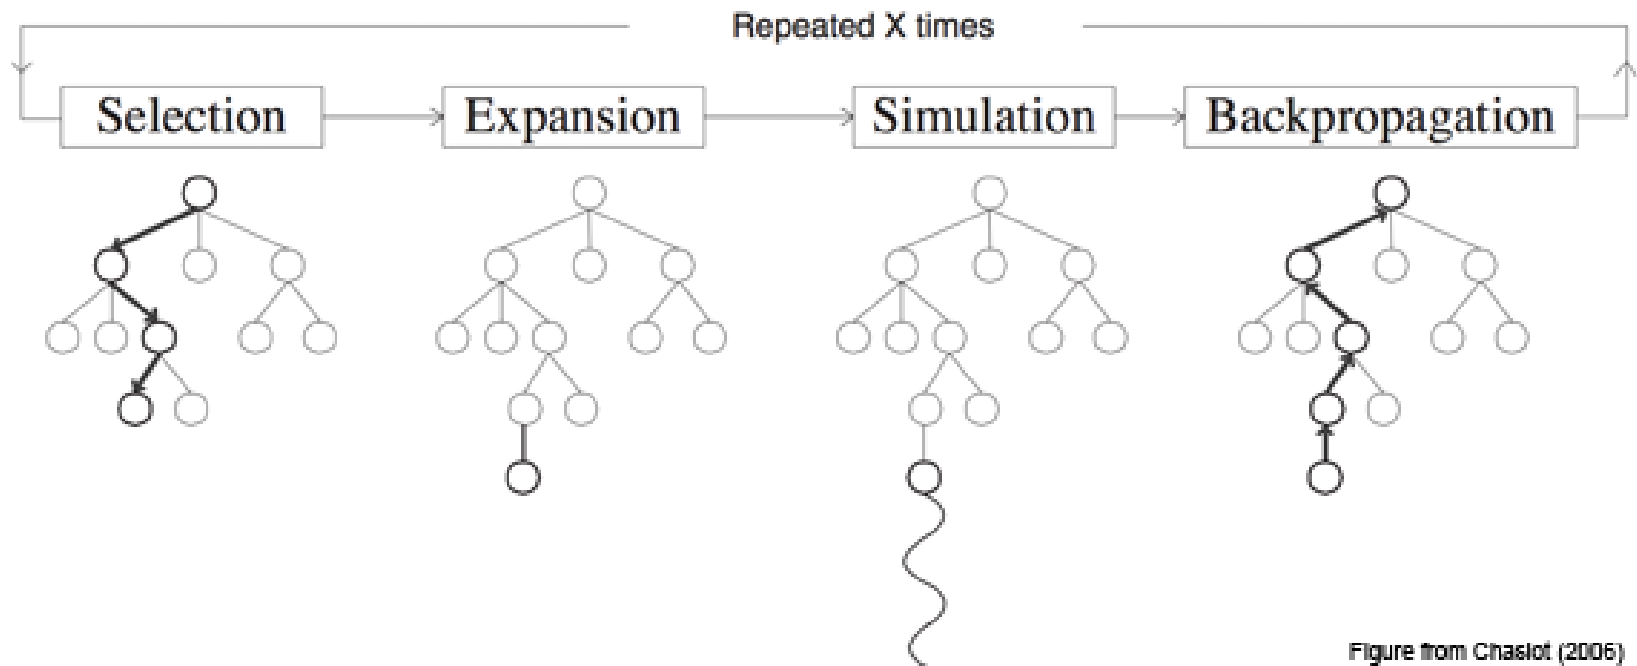 Repeated X times
Selection
Expansion
Simulation
Backpropagation
Figure from Chaslot (2006)